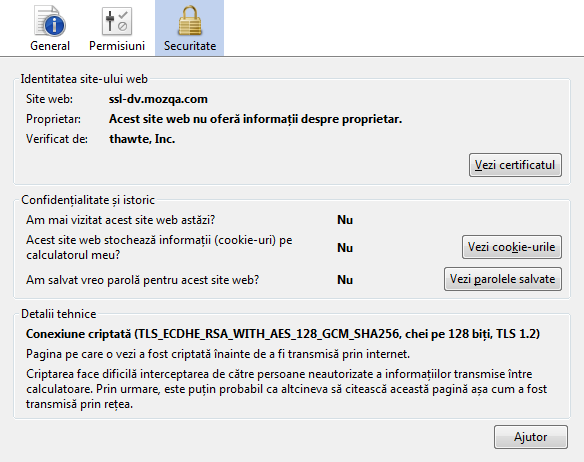 General Permisiuni Securitate
Identitatea site-ului web
Site web: ssl-dv.mozqa.com
Proprietar: Acest site web nu oferă informații despre proprietar.
Verificat de: thawte, Inc.
Vezi certificatul
Confidențialitate și istoric
Am mai vizitat acest site web astăzi? Nu
Acest site web stochează informații (cookie-uri) pe
calculatorul meu? Nu Vezi cookie-urile
Am salvat vreo parolă pentru acest site web? Nu Vezi parolele salvate
Detalii tehnice
Conexiune criptată (TLS_ECDHE_RSA_WITH_AES_128_GCM_SHA256, chei pe 128 biți, TLS 1.2)
Pagina pe care o vezi a fost criptată înainte de a fi transmisă prin internet.
Criptarea face dificilă interceptarea de către persoane neautorizate a informațiilor transmise între
calculatoare. Prin urmare, este puțin probabil ca altcineva să citească această pagină așa cum a fost
transmisă prin rețea.
Ajutor